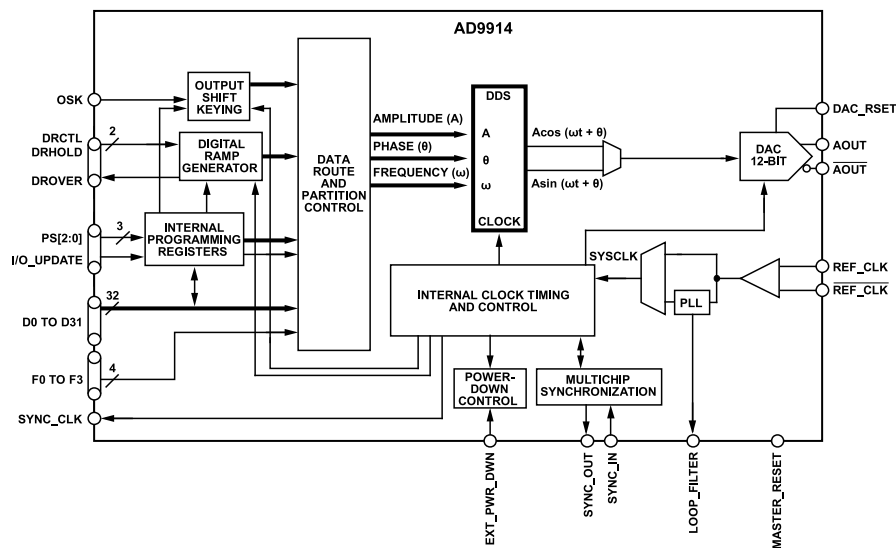 AD9914
OSK
OUTPUT
SHIFT
KEYING
DRCTL
DRHOLD
2
DROVER
DIGITAL
RAMP
GENERATOR
PS[2:0]
3
I/O_UPDATE
INTERNAL
PROGRAMMING
REGISTERS
32
D0 TO D31
F0 TO F3
4
SYNC_CLK
DATA
ROUTE
AND
PARTITION
CONTROL
AMPLITUDE (A)
PHASE (θ)
FREQUENCY (ω)
DDS
A
θ
ω
CLOCK
Acos (ωt + θ)
Asin (ωt + θ)
DAC
12-BIT
DAC_RSET
AOUT
AOUT
SYSCLK
INTERNAL CLOCK TIMING
AND CONTROL
PLL
REF_CLK
REF_CLK
POWER-
DOWN
CONTROL
MULTICHIP
SYNCHRONIZATION
EXT_PWR_DWN
SYNC_OUT
SYNC_IN
LOOP_FILTER
MASTER_RESET